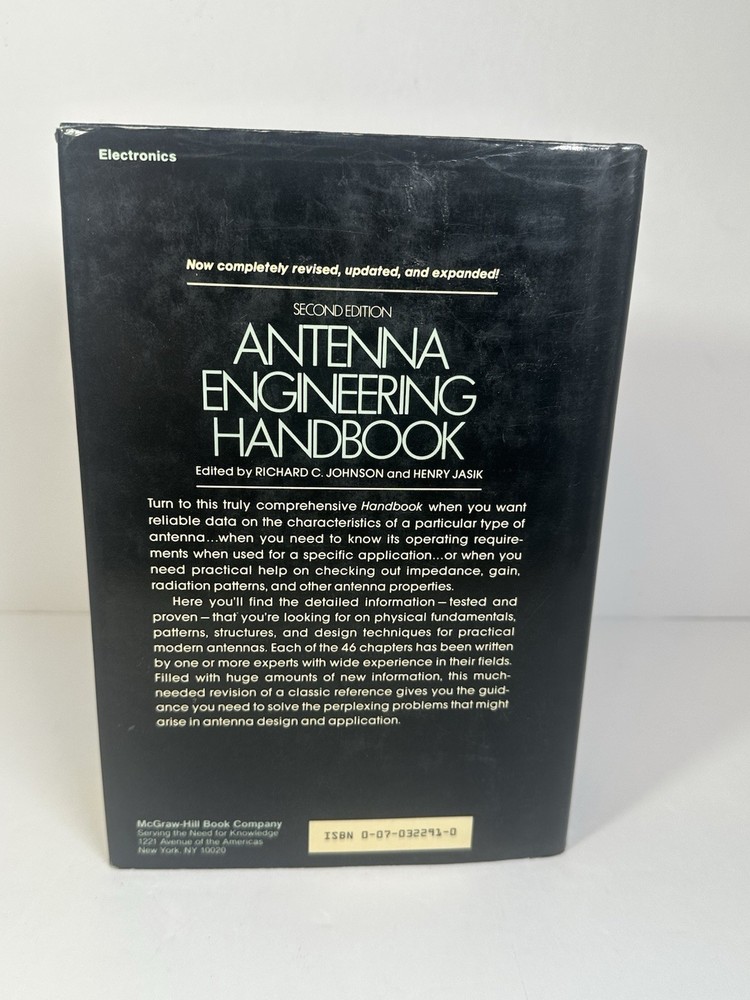 Electronics
Now completely revised, updated, and expanded!
SECOND EDITION
ANTENNA
ENGINEERING
HANDBOOK
Edited by RICHARD C. JOHNSON and HENRY JASIK
Turn to this truly comprehensive Handbook when you want
reliable data on the characteristics of a particular type of
antenna...when you need to know its operating require-
ments when used for a specific application...or when you
need practical help on checking out impedance, gain,
radiation patterns, and other antenna properties.
Here you'll find the detailed information—tested and
proven—that you're looking for on physical fundamentals,
patterns, structures, and design techniques for practical
modern antennas. Each of the 46 chapters has been written
by one or more experts with wide experience in their fields.
Filled with huge amounts of new information, this much-
needed revision of a classic reference gives you the guid-
ance you need to solve the perplexing problems that might
arise in antenna design and application.
McGraw-Hill Book Company
Serving the Need for Knowledge
1221 Avenue of the Americas
New York, NY 10020
ISBN 0-07-032291-0